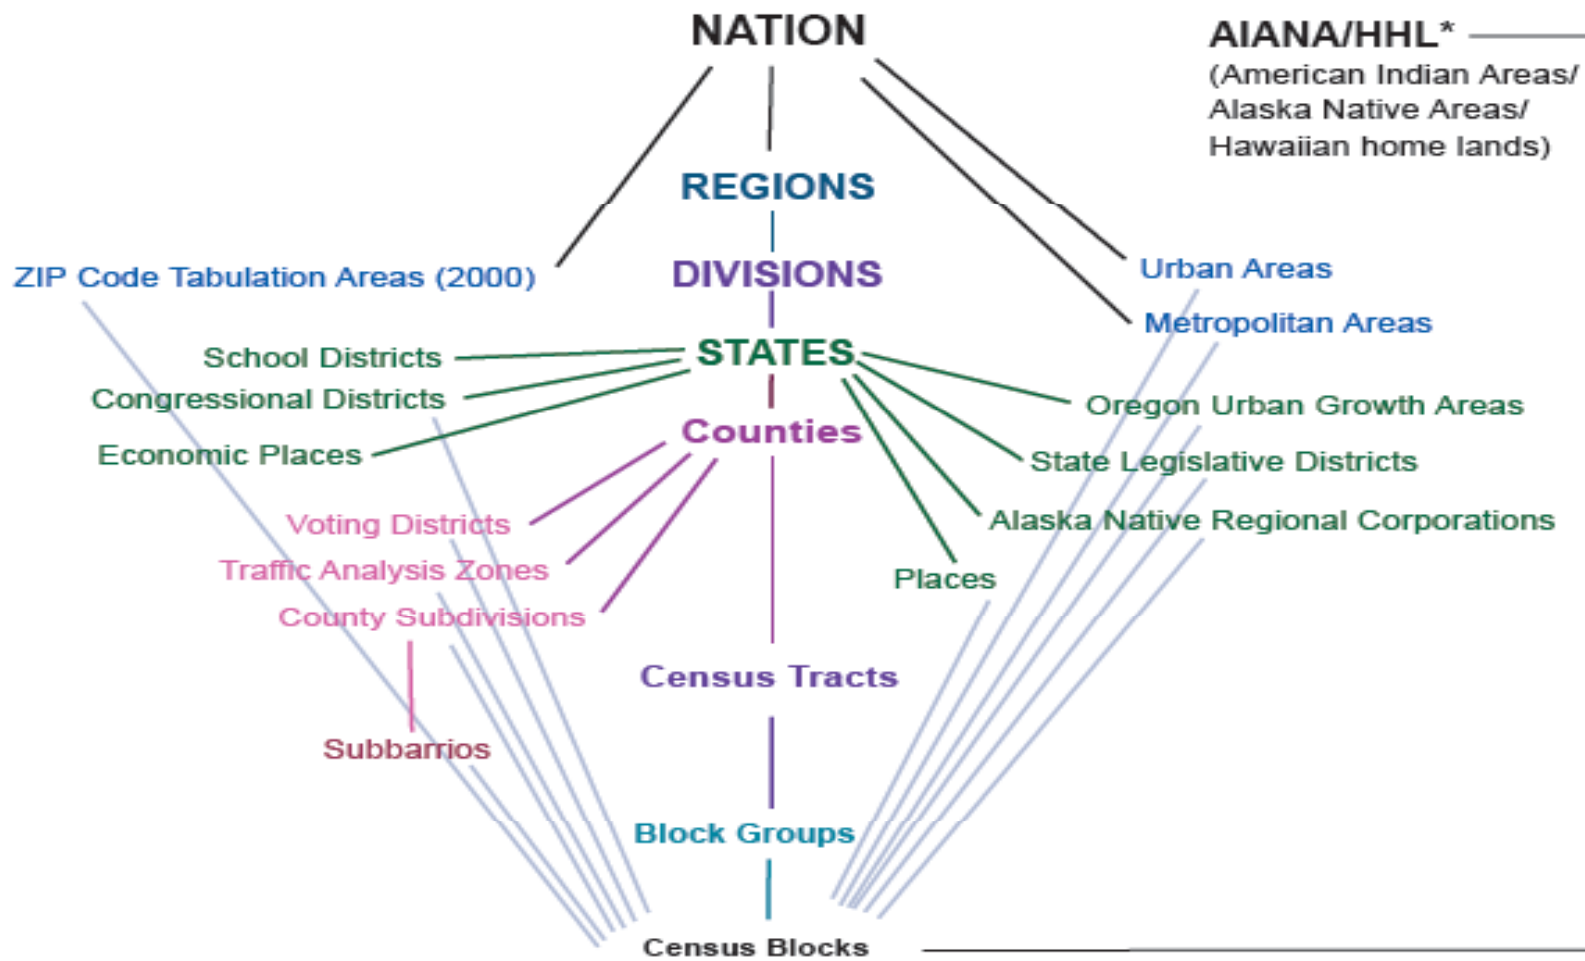 NATION
AIANA/HHL*
(American Indian Areas/
Alaska Native Areas/
Hawaiian home lands)
REGIONS
ZIP Code Tabulation Areas (2000)
DIVISIONS
Urban Areas
Metropolitan Areas
School Districts
STATES
Congressional Districts
Oregon Urban Growth Areas
Counties
Economic Places
State Legislative Districts
Voting Districts
Alaska Native Regional Corporations
Traffic Analysis Zones
Places
County Subdivisions
Census Tracts
Subbarrios
Block Groups
Census Blocks